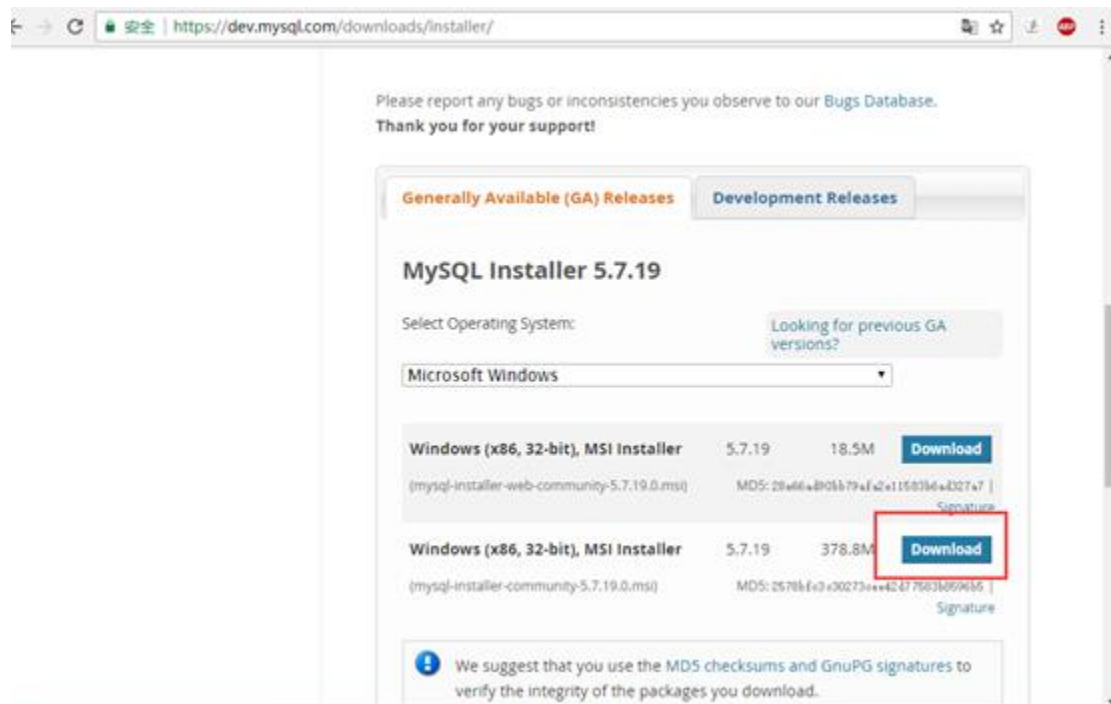 安全 | https://dev.mysql.com/downloads/installer/
Please report any bugs or inconsistencies you observe to our Bugs Database.
Thank you for your support!
Generally Available (GA) Releases
Development Releases
MySQL Installer 5.7.19
Select Operating System:
Looking for previous GA
versions?
Microsoft Windows
Windows (x86, 32-bit), MSI Installer 5.7.19 18.5M Download
(mysql-installer-web-community-5.7.19.0.msi) MD5: |
Signature
Windows (x86, 32-bit), MSI Installer 5.7.19 378.8M Download
(mysql-installer-community-5.7.19.0.msi) MD5: |
Signature
We suggest that you use the MD5 checksums and GnuPG signatures to
verify the integrity of the packages you download.